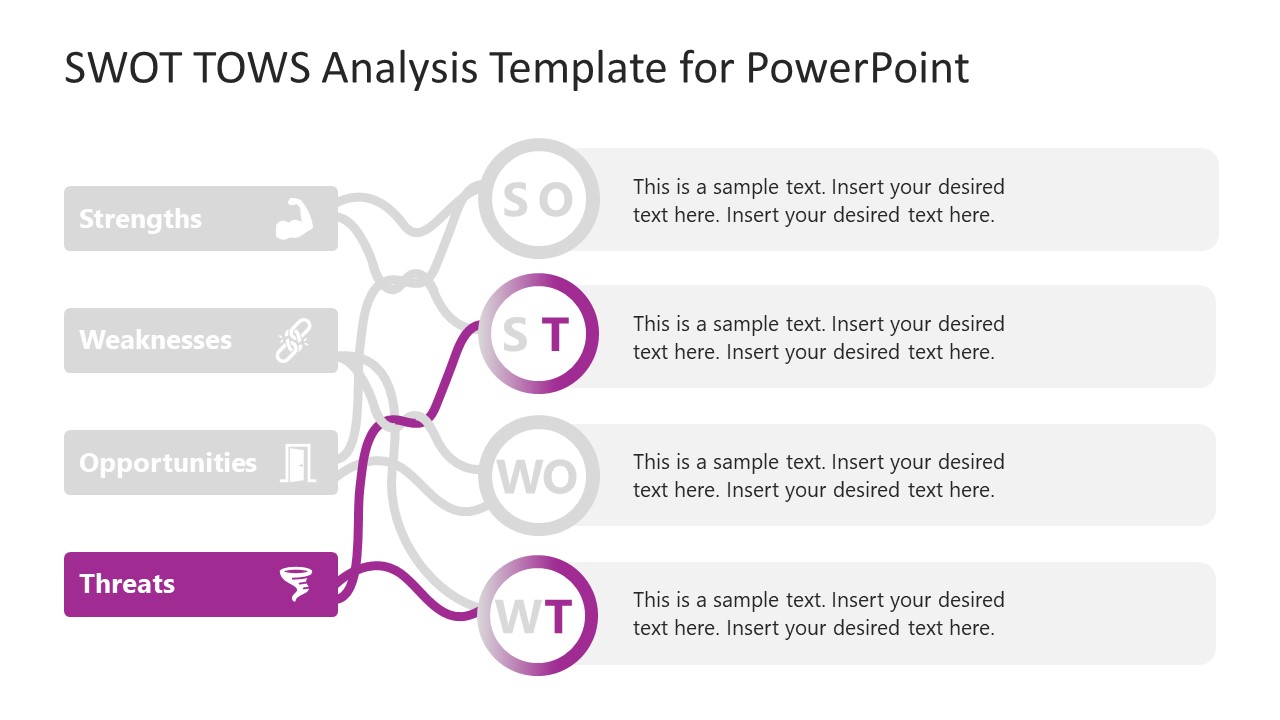 SWOT TOWS Analysis Template for PowerPoint
Strengths
Weaknesses
Opportunities
Threats
S O
This is a sample text. Insert your desired
text here. Insert your desired text here.
S T
This is a sample text. Insert your desired
text here. Insert your desired text here.
WO
This is a sample text. Insert your desired
text here. Insert your desired text here.
WT
This is a sample text. Insert your desired
text here. Insert your desired text here.